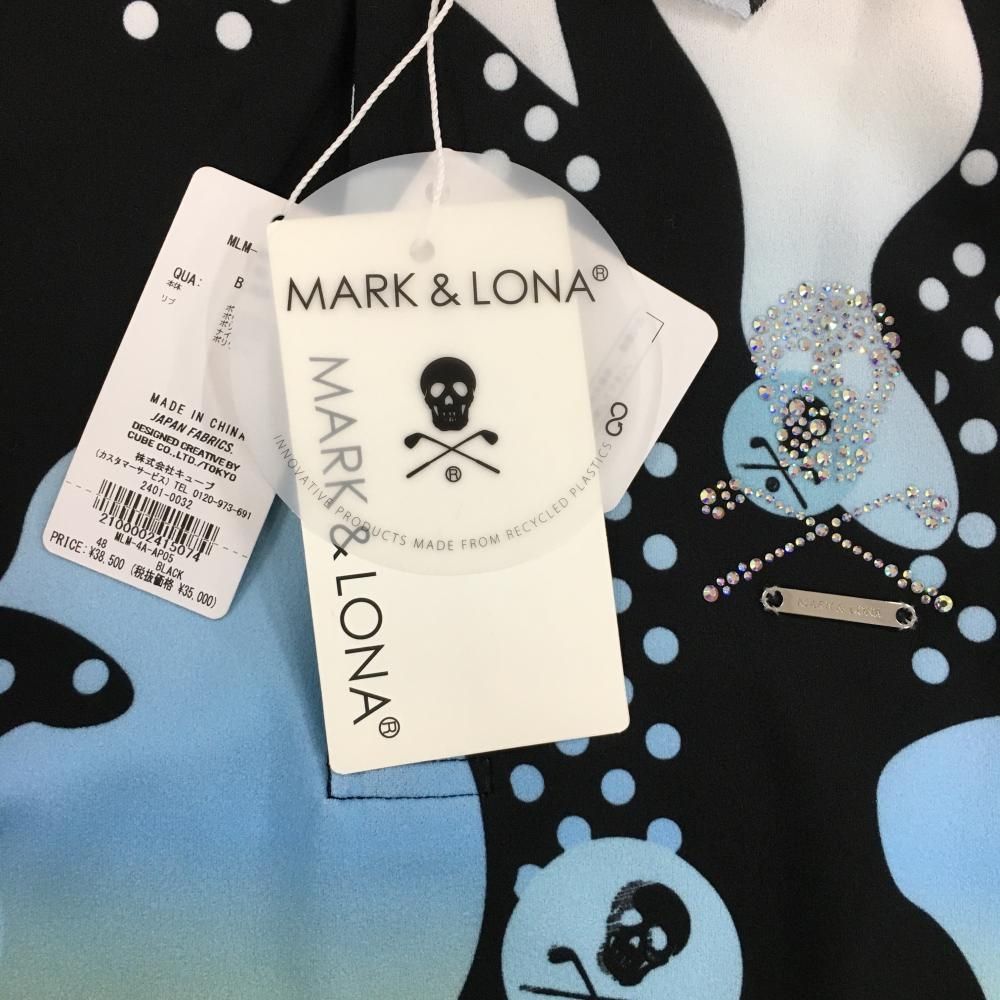 MARK & LONA®
MARK & LONA®
INNOVATIVE PRODUCTS MADE FROM RECYCLED PLASTICS
®
MLM-
QUA: B
本体
リブ
MADE IN CHINA
JAPAN FABRICS.
DESIGNED CREATIVE BY
CUBE CO.,LTD./TOKYO
株式会社キューブ
(カスタマーサービス) TEL 0120-973-691
2401-0032
2100002415074
48 MLM-4A-AP05
BLACK
PRICE:¥38,500 (税抜価格 ¥35,000)
MARK & LONA